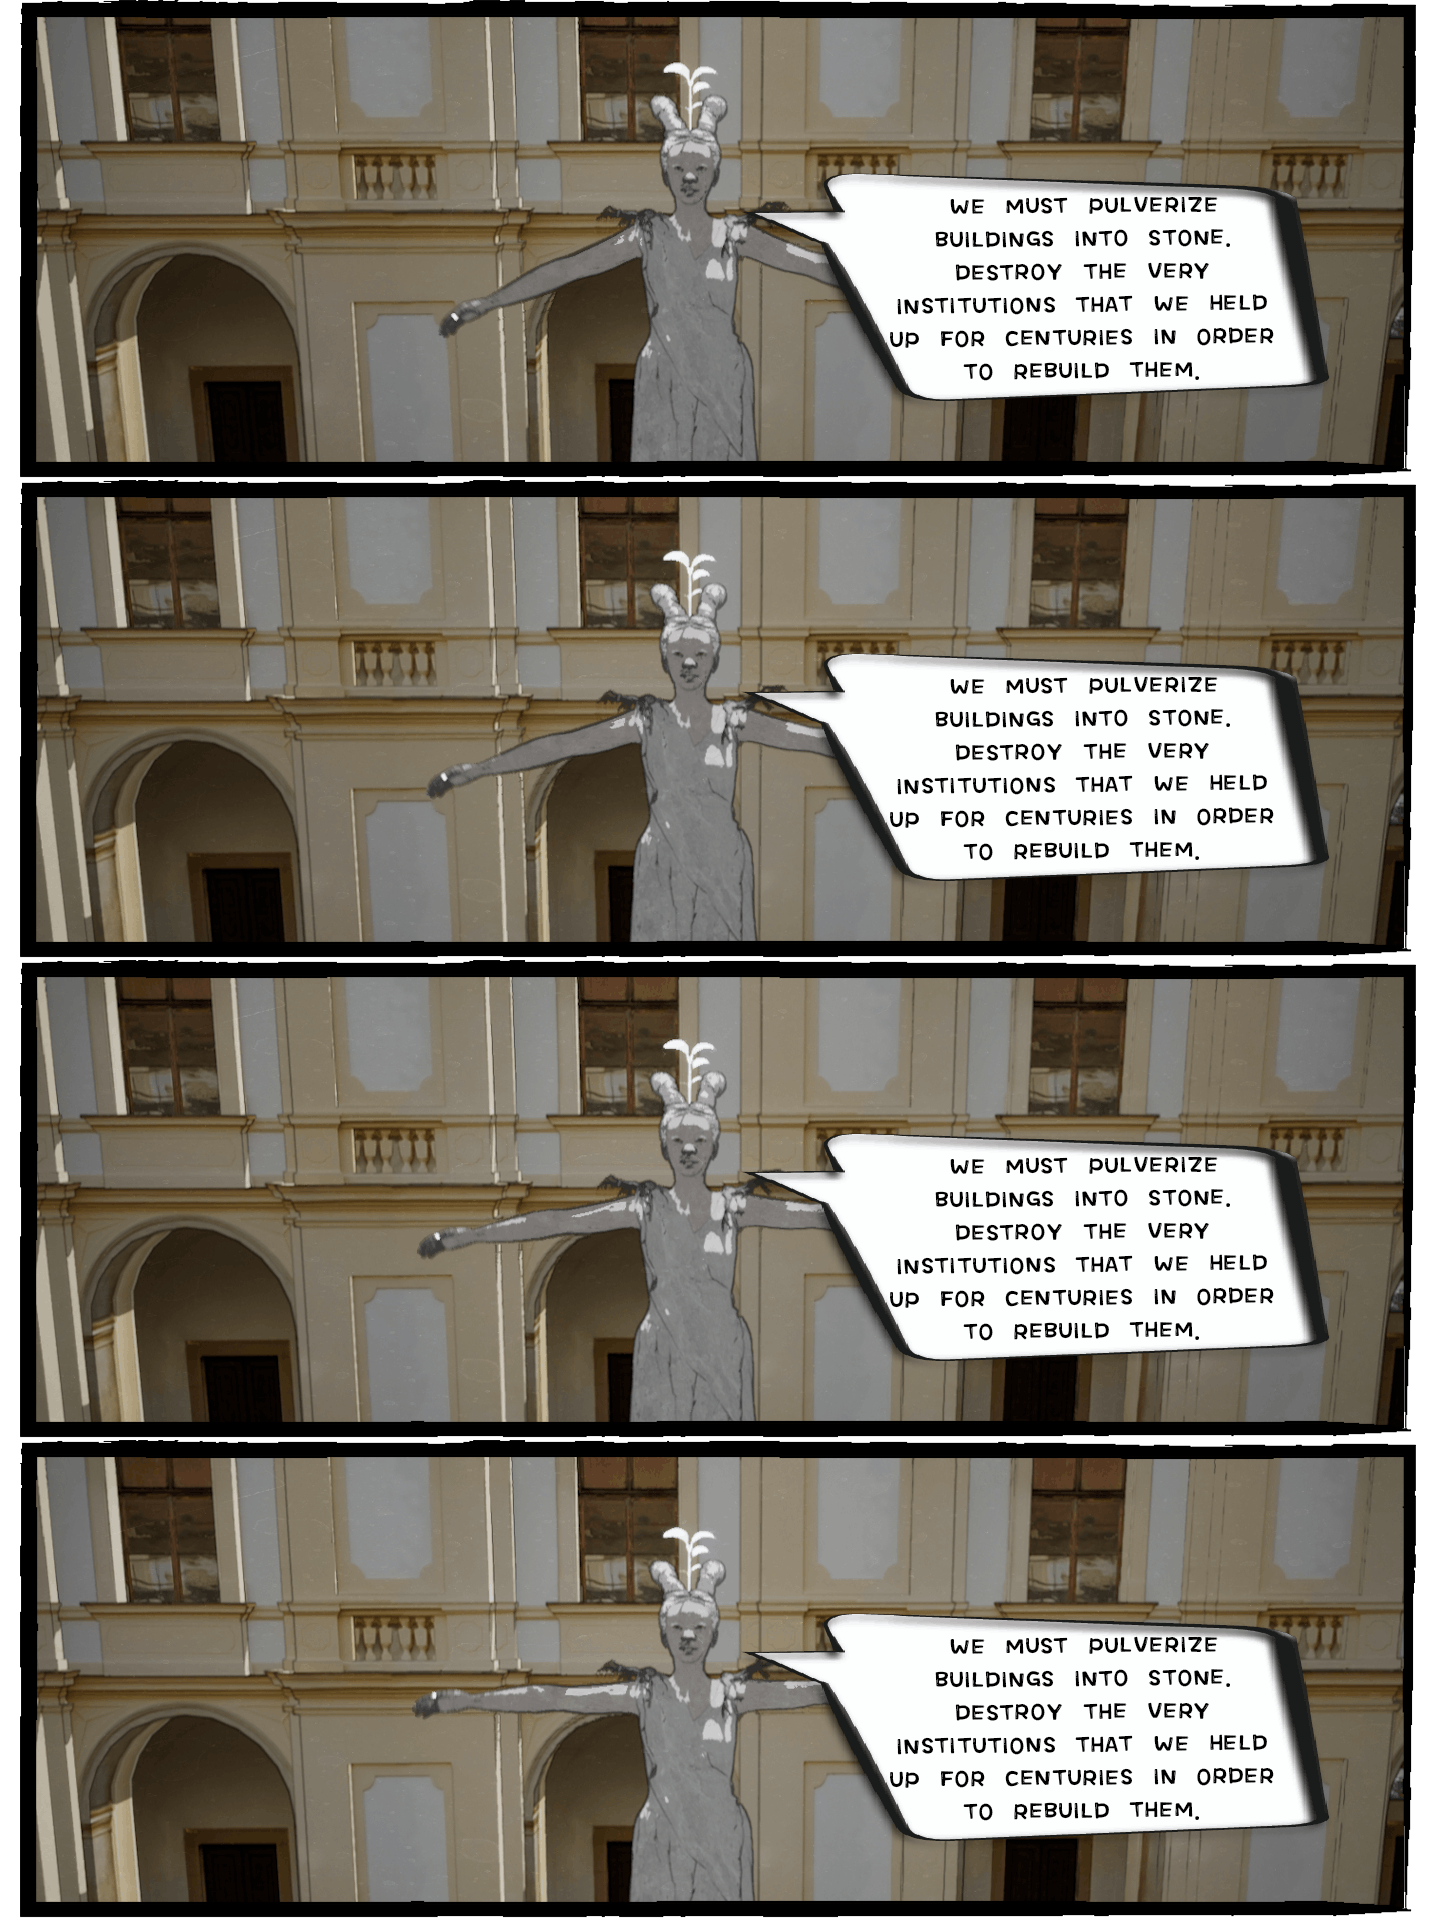 WE MUST PULVERIZE
BUILDINGS INTO STONE.
DESTROY THE VERY
INSTITUTIONS THAT WE HELD
UP FOR CENTURIES IN ORDER
TO REBUILD THEM.
WE MUST PULVERIZE
BUILDINGS INTO STONE.
DESTROY THE VERY
INSTITUTIONS THAT WE HELD
UP FOR CENTURIES IN ORDER
TO REBUILD THEM.
WE MUST PULVERIZE
BUILDINGS INTO STONE.
DESTROY THE VERY
INSTITUTIONS THAT WE HELD
UP FOR CENTURIES IN ORDER
TO REBUILD THEM.
WE MUST PULVERIZE
BUILDINGS INTO STONE.
DESTROY THE VERY
INSTITUTIONS THAT WE HELD
UP FOR CENTURIES IN ORDER
TO REBUILD THEM.